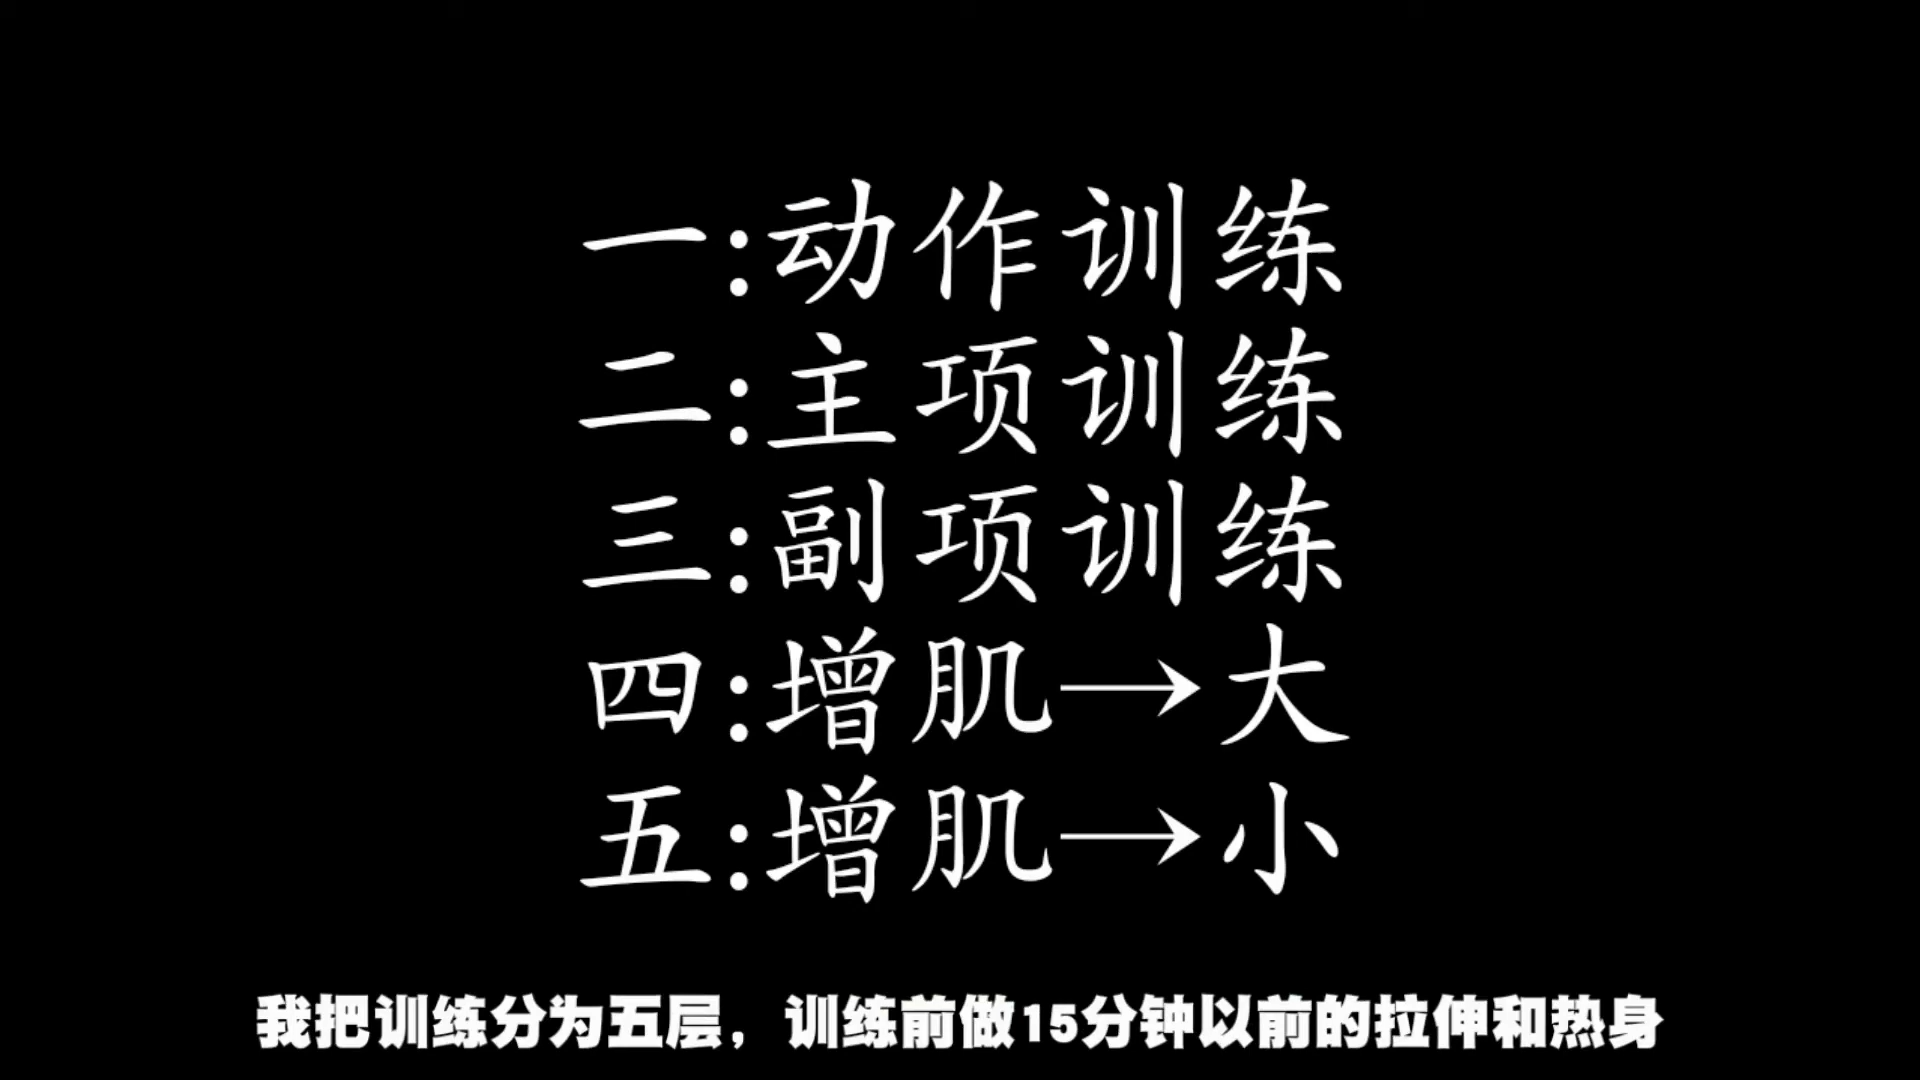 一:动作训练
二:主项训练
三:副项训练
四:增肌→大
五:增肌→小
我把训练分为五层，训练前做15分钟以前的拉伸和热身